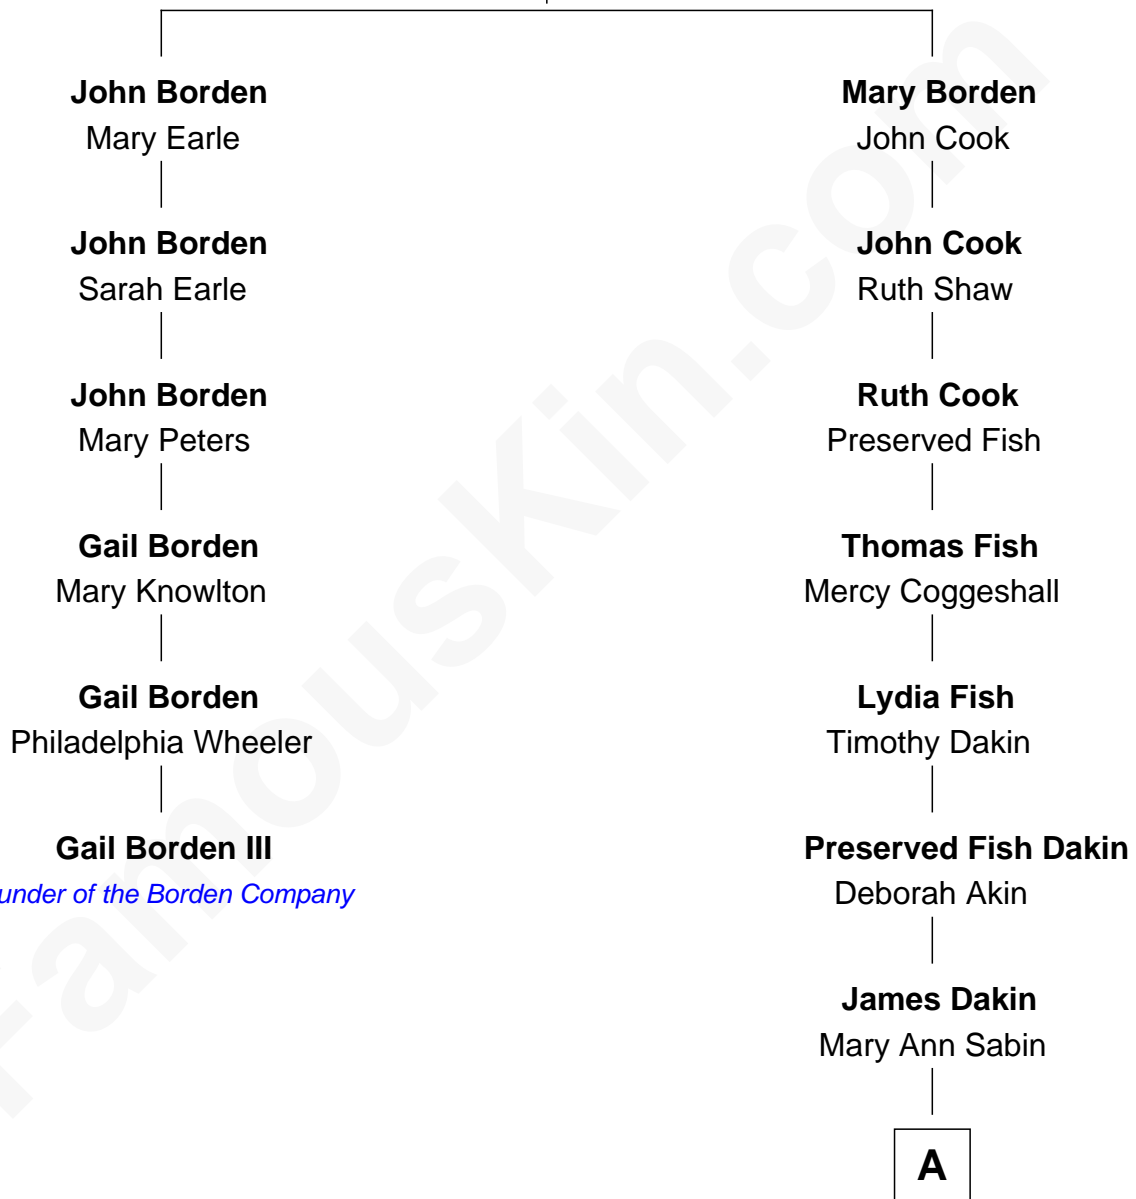 John Borden
Mary Earle
John Borden
Sarah Earle
John Borden
Mary Peters
Gail Borden
Mary Knowlton
Gail Borden
Philadelphia Wheeler
Gail Borden III
of the Borden Company
Mary Borden
John Cook
John Cook
Ruth Shaw
Ruth Cook
Preserved Fish
Thomas Fish
Mercy Coggeshall
Lydia Fish
Timothy Dakin
Preserved Fish Dakin
Deborah Akin
James Dakin
Mary Ann Sabin
A
FamousKin.com